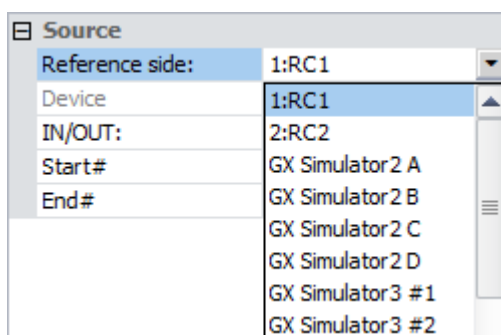 Source
Reference side: 1:RC1
Device 1:RC1
IN/OUT: 2:RC2
Start# GX Simulator2 A
End# GX Simulator2 B
GX Simulator2 C
GX Simulator2 D
GX Simulator3 #1
GX Simulator3 #2